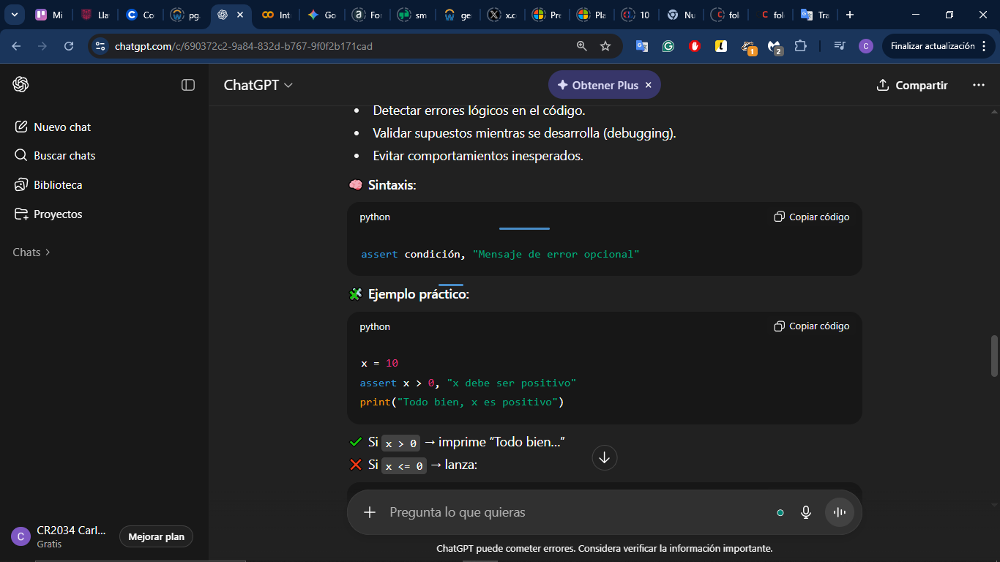 Mi
Lla
Co
pg.
Int
Go
Fo
sm
ge
x.c
Pre
Pla
10
Nu
fol
fol
Tra
chatgpt.com/c/690372c2-9a84-832d-b767-9f0f2b171cad
1
2
C
Finalizar actualización
ChatGPT
Obtener Plus
Compartir
Nuevo chat
Buscar chats
Biblioteca
Proyectos
Chats
Detectar errores lógicos en el código.
Validar supuestos mientras se desarrolla (debugging).
Evitar comportamientos inesperados.
Sintaxis:
python
Copiar código
assert condición, "Mensaje de error opcional"
Ejemplo práctico:
python
Copiar código
x = 10
assert x > 0, "x debe ser positivo"
print("Todo bien, x es positivo")
Si x > 0 → imprime “Todo bien...”
Si x <= 0 → lanza:
Pregunta lo que quieras
ChatGPT puede cometer errores. Considera verificar la información importante.
C
CR2034 Carl...
Gratis
Mejorar plan